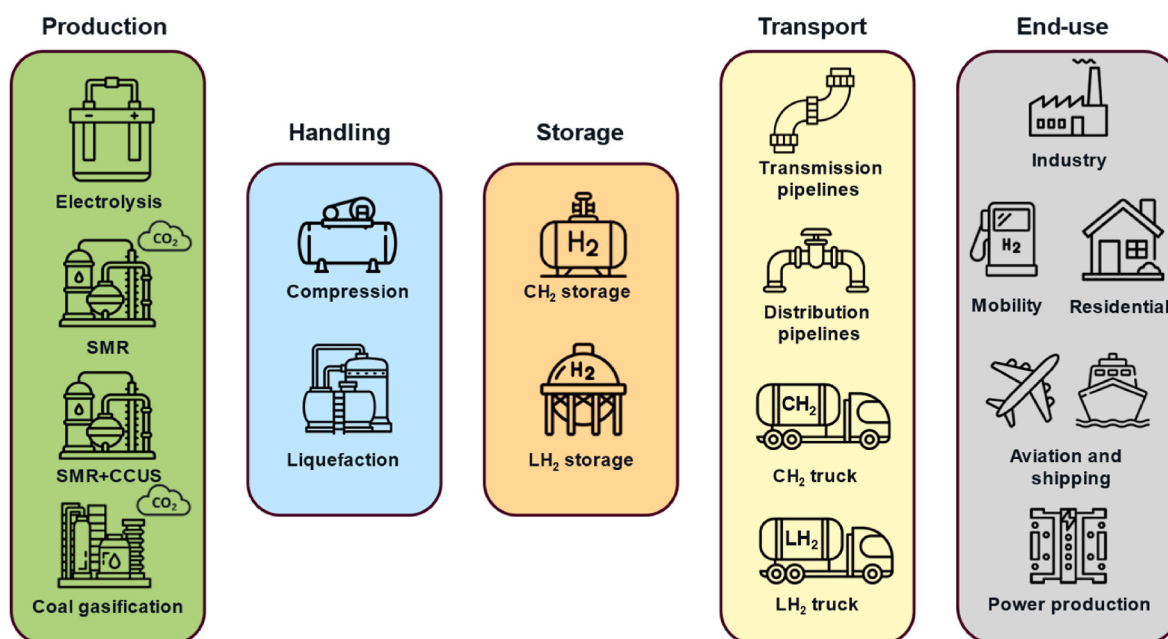 Production
Electrolysis
CO₂
SMR
SMR+CCUS
CO₂
Coal gasification
Handling
Compression
Liquefaction
Storage
H₂
CH₂ storage
H₂
LH₂ storage
Transport
Transmission
pipelines
Distribution
pipelines
CH₂
CH₂ truck
LH₂
LH₂ truck
End-use
Industry
H₂
Mobility
Residential
Aviation and
shipping
Power production